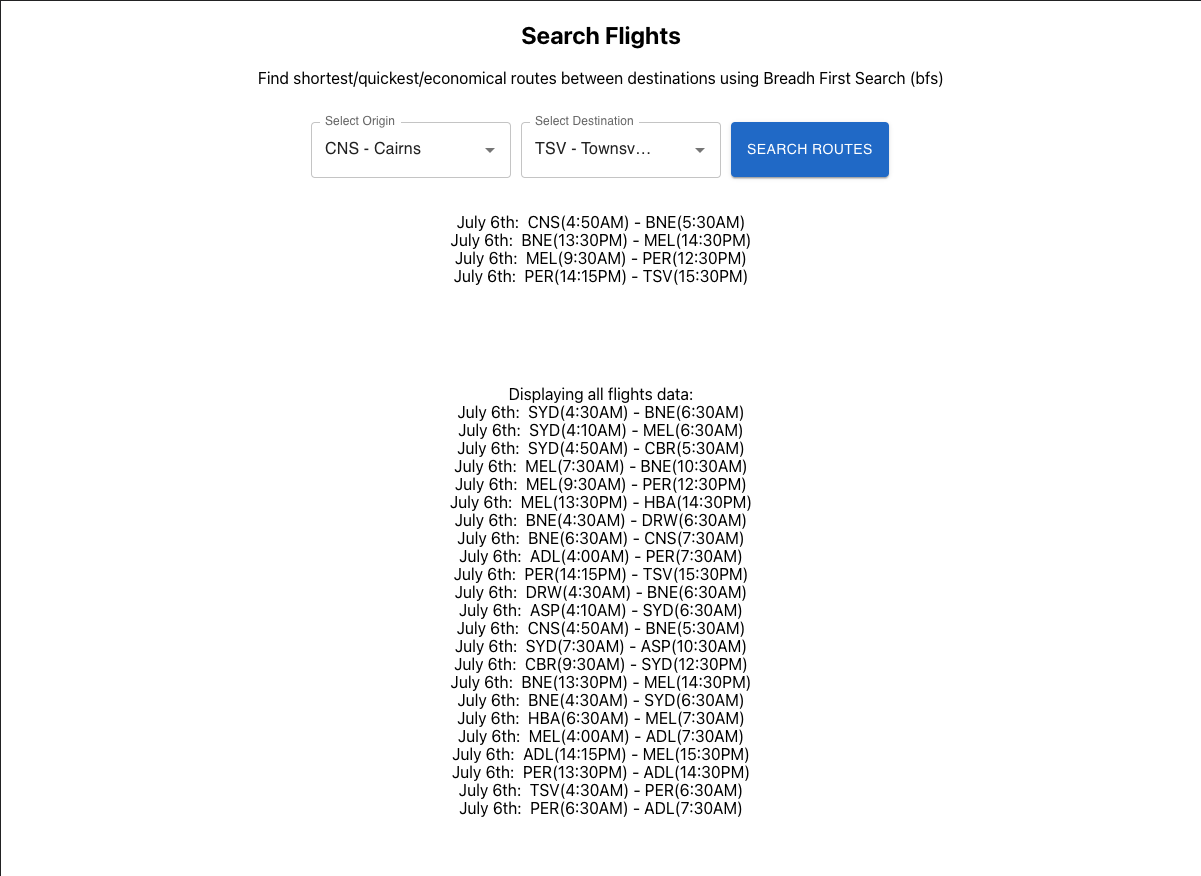 Search Flights
Find shortest/quickest/economical routes between destinations using Breadh First Search (bfs)
Select Origin
CNS - Cairns
Select Destination
TSV - Townsv...
SEARCH ROUTES
July 6th: CNS(4:50AM) - BNE(5:30AM)
July 6th: BNE(13:30PM) - MEL(14:30PM)
July 6th: MEL(9:30AM) - PER(12:30PM)
July 6th: PER(14:15PM) - TSV(15:30PM)
Displaying all flights data:
July 6th: SYD(4:30AM) - BNE(6:30AM)
July 6th: SYD(4:10AM) - MEL(6:30AM)
July 6th: SYD(4:50AM) - CBR(5:30AM)
July 6th: MEL(7:30AM) - BNE(10:30AM)
July 6th: MEL(9:30AM) - PER(12:30PM)
July 6th: MEL(13:30PM) - HBA(14:30PM)
July 6th: BNE(4:30AM) - DRW(6:30AM)
July 6th: BNE(6:30AM) - CNS(7:30AM)
July 6th: ADL(4:00AM) - PER(7:30AM)
July 6th: PER(14:15PM) - TSV(15:30PM)
July 6th: DRW(4:30AM) - BNE(6:30AM)
July 6th: ASP(4:10AM) - SYD(6:30AM)
July 6th: CNS(4:50AM) - BNE(5:30AM)
July 6th: SYD(7:30AM) - ASP(10:30AM)
July 6th: CBR(9:30AM) - SYD(12:30PM)
July 6th: BNE(13:30PM) - MEL(14:30PM)
July 6th: BNE(4:30AM) - SYD(6:30AM)
July 6th: HBA(6:30AM) - MEL(7:30AM)
July 6th: MEL(4:00AM) - ADL(7:30AM)
July 6th: ADL(14:15PM) - MEL(15:30PM)
July 6th: PER(13:30PM) - ADL(14:30PM)
July 6th: TSV(4:30AM) - PER(6:30AM)
July 6th: PER(6:30AM) - ADL(7:30AM)